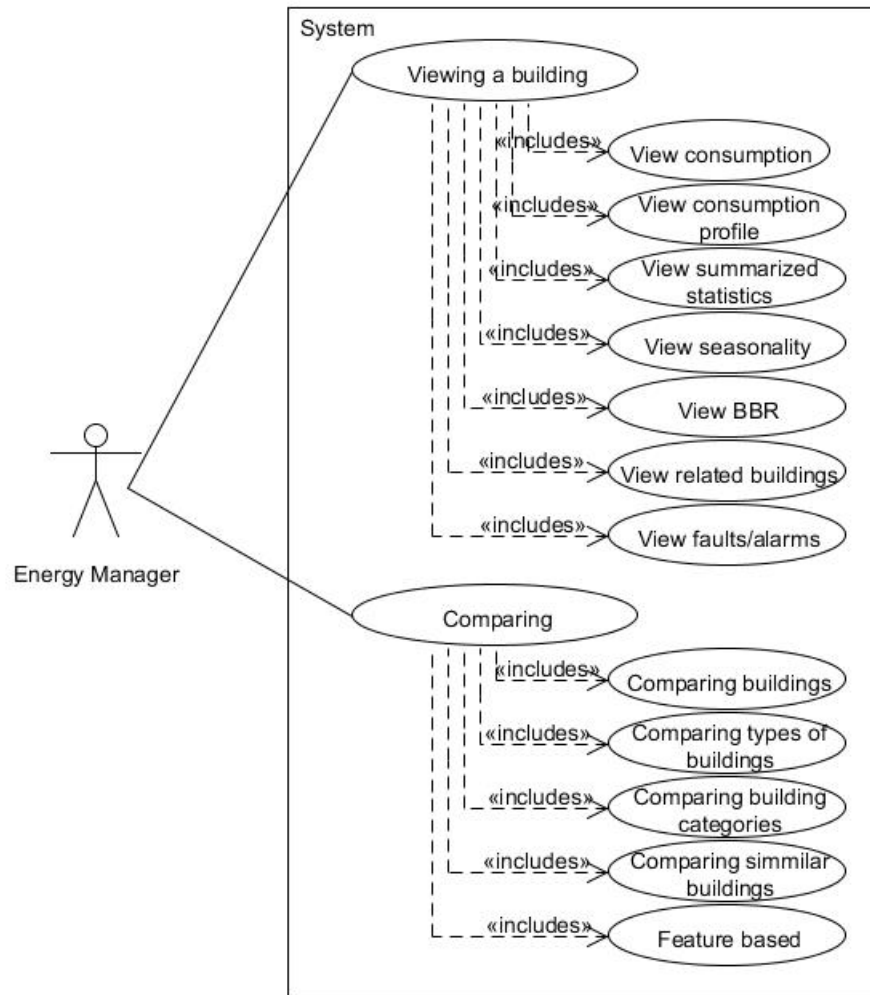 System
Viewing a building
«includes»
View consumption
«includes»
View consumption
profile
«includes»
View summarized
statistics
«includes»
View seasonality
«includes»
View BBR
«includes»
View related buildings
«includes»
View faults/alarms
Energy Manager
Comparing
«includes»
Comparing buildings
«includes»
Comparing types of
buildings
«includes»
Comparing building
categories
«includes»
Comparing simmilar
buildings
«includes»
Feature based